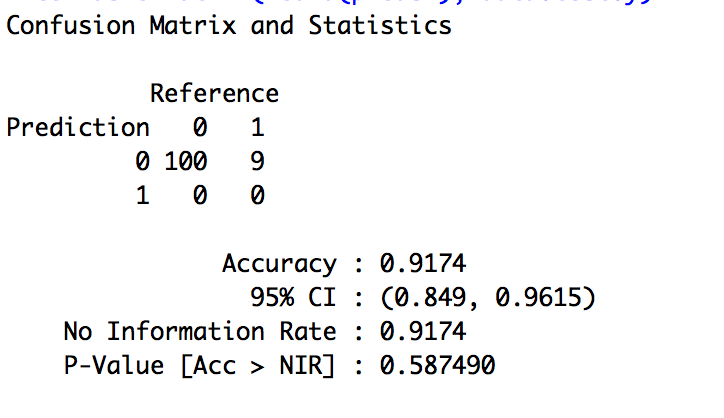 Confusion Matrix and Statistics
Reference
Prediction 0 1
0 100 9
1 0 0
Accuracy : 0.9174
95% CI : (0.849, 0.9615)
No Information Rate : 0.9174
P-Value [Acc > NIR] : 0.587490